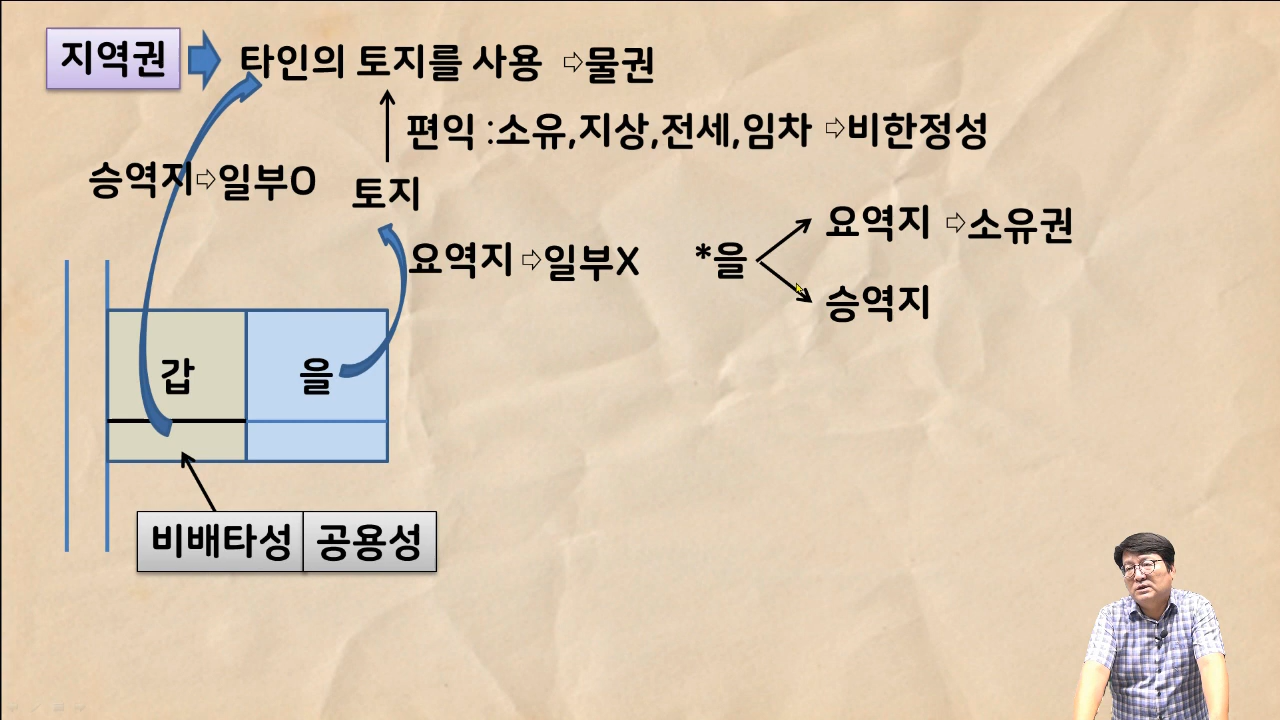 지역권 타인의 토지를 사용 ⇨물권
편익 :소유,지상,전세,임차 ⇨비한정성
승역지⇨일부O
토지
요역지⇨일부X
*을
요역지 ⇨소유권
승역지
갑
을
비배타성 공용성